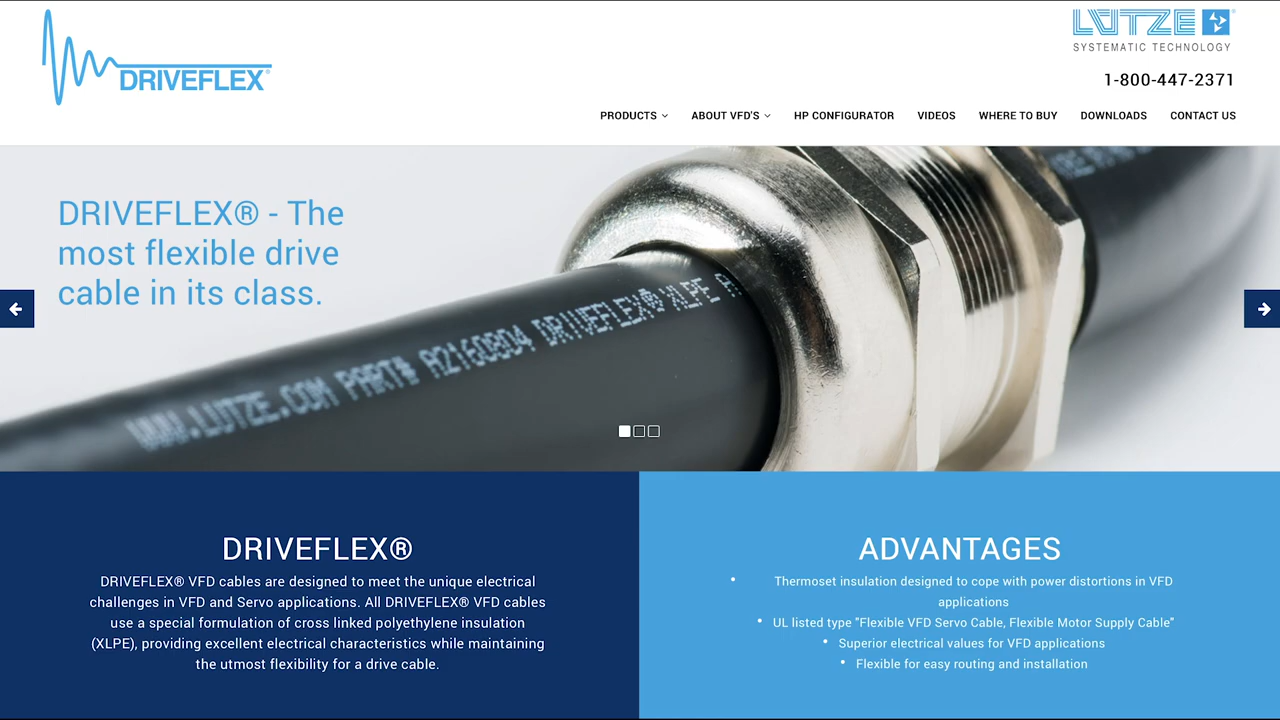 DRIVEFLEX®
LÜTZE®
SYSTEMATIC TECHNOLOGY
1-800-447-2371
PRODUCTS
ABOUT VFD'S
HP CONFIGURATOR
VIDEOS
WHERE TO BUY
DOWNLOADS
CONTACT US
DRIVEFLEX® - The
most flexible drive
cable in its class.
WWW.LUTZE.COM PART# A2160804 DRIVEFLEX® XLPE
DRIVEFLEX®
DRIVEFLEX® VFD cables are designed to meet the unique electrical
challenges in VFD and Servo applications. All DRIVEFLEX® VFD cables
use a special formulation of cross linked polyethylene insulation
(XLPE), providing excellent electrical characteristics while maintaining
the utmost flexibility for a drive cable.
ADVANTAGES
• Thermoset insulation designed to cope with power distortions in VFD
applications
• UL listed type "Flexible VFD Servo Cable, Flexible Motor Supply Cable"
• Superior electrical values for VFD applications
• Flexible for easy routing and installation